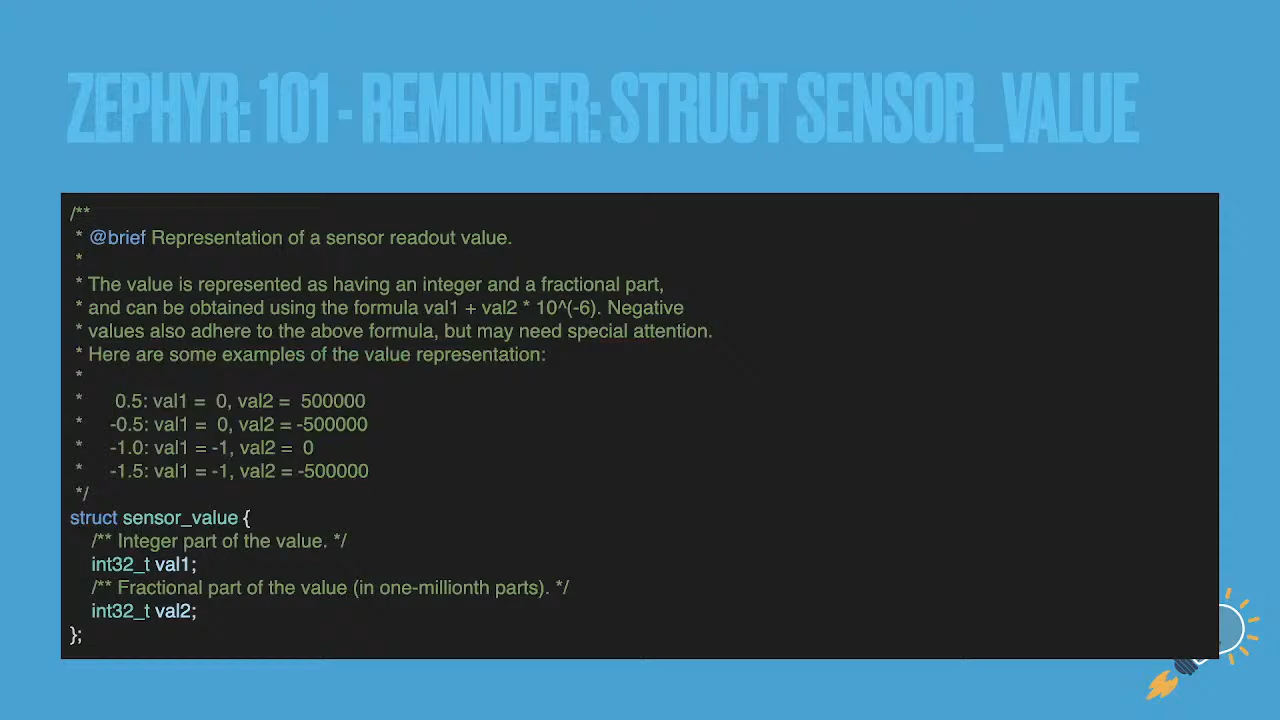 ZEPHYR: 101 - REMINDER: STRUCT SENSOR_VALUE
/**
* @brief Representation of a sensor readout value.
*
* The value is represented as having an integer and a fractional part,
* and can be obtained using the formula val1 + val2 * 10^(-6). Negative
* values also adhere to the above formula, but may need special attention.
* Here are some examples of the value representation:
*
* 0.5: val1 = 0, val2 = 500000
* -0.5: val1 = 0, val2 = -500000
* -1.0: val1 = -1, val2 = 0
* -1.5: val1 = -1, val2 = -500000
*/
struct sensor_value {
/** Integer part of the value. */
int32_t val1;
/** Fractional part of the value (in one-millionth parts). */
int32_t val2;
};